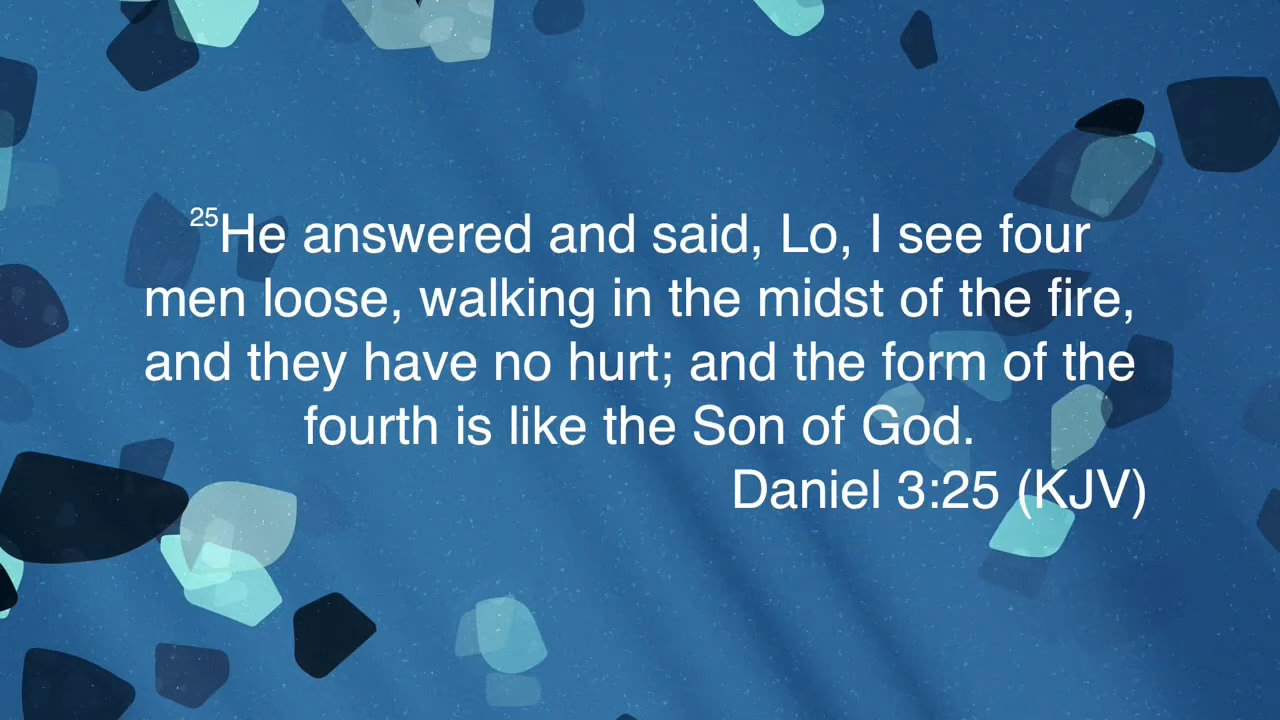 25He answered and said, Lo, I see four
men loose, walking in the midst of the fire,
and they have no hurt; and the form of the
fourth is like the Son of God.
Daniel 3:25 (KJV)